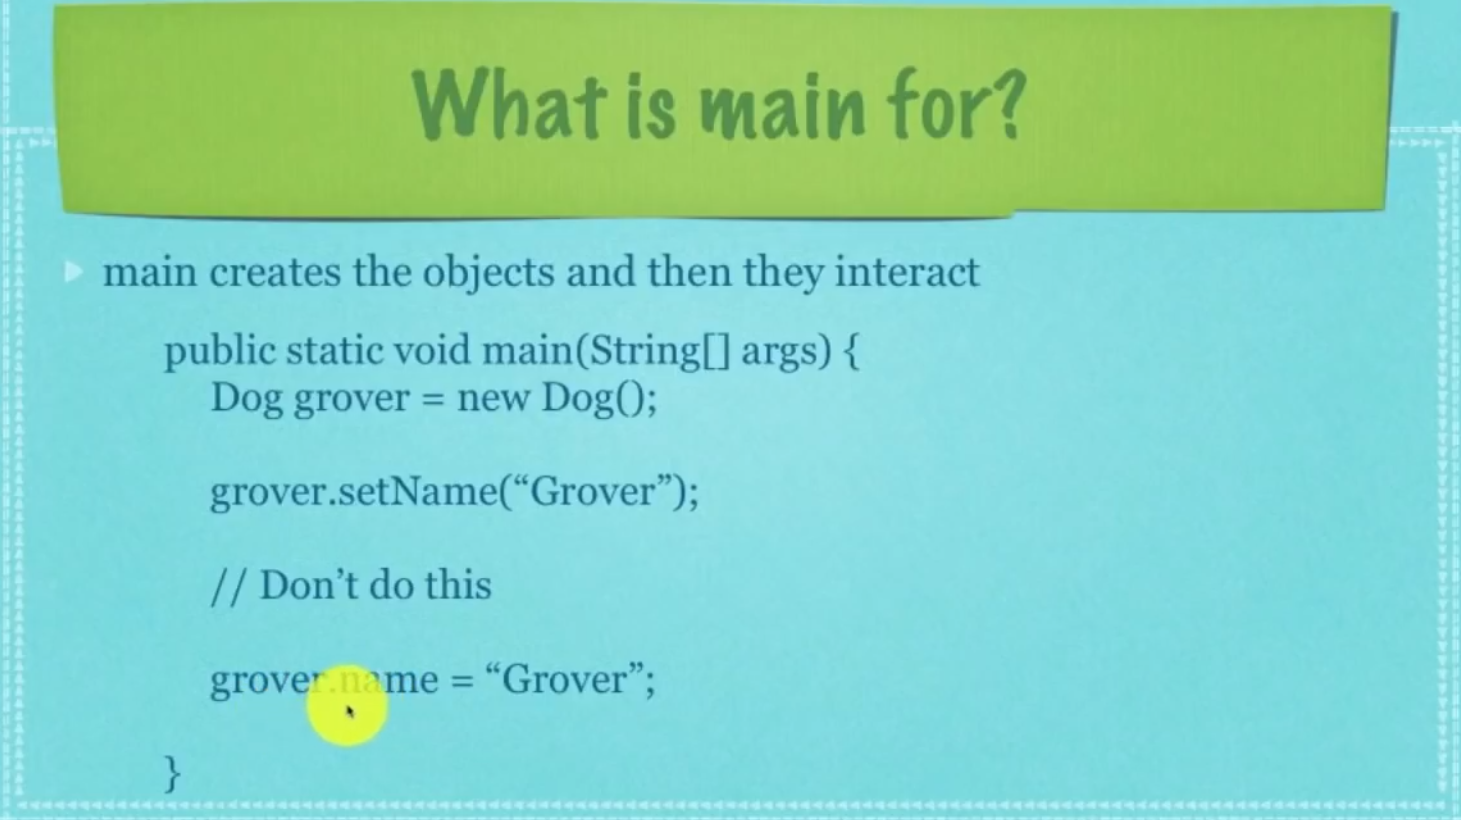 What is main for?
main creates the objects and then they interact
public static void main(String[] args) {
Dog grover = new Dog();
grover.setName(“Grover”);
// Don’t do this
grover.name = “Grover”;
}